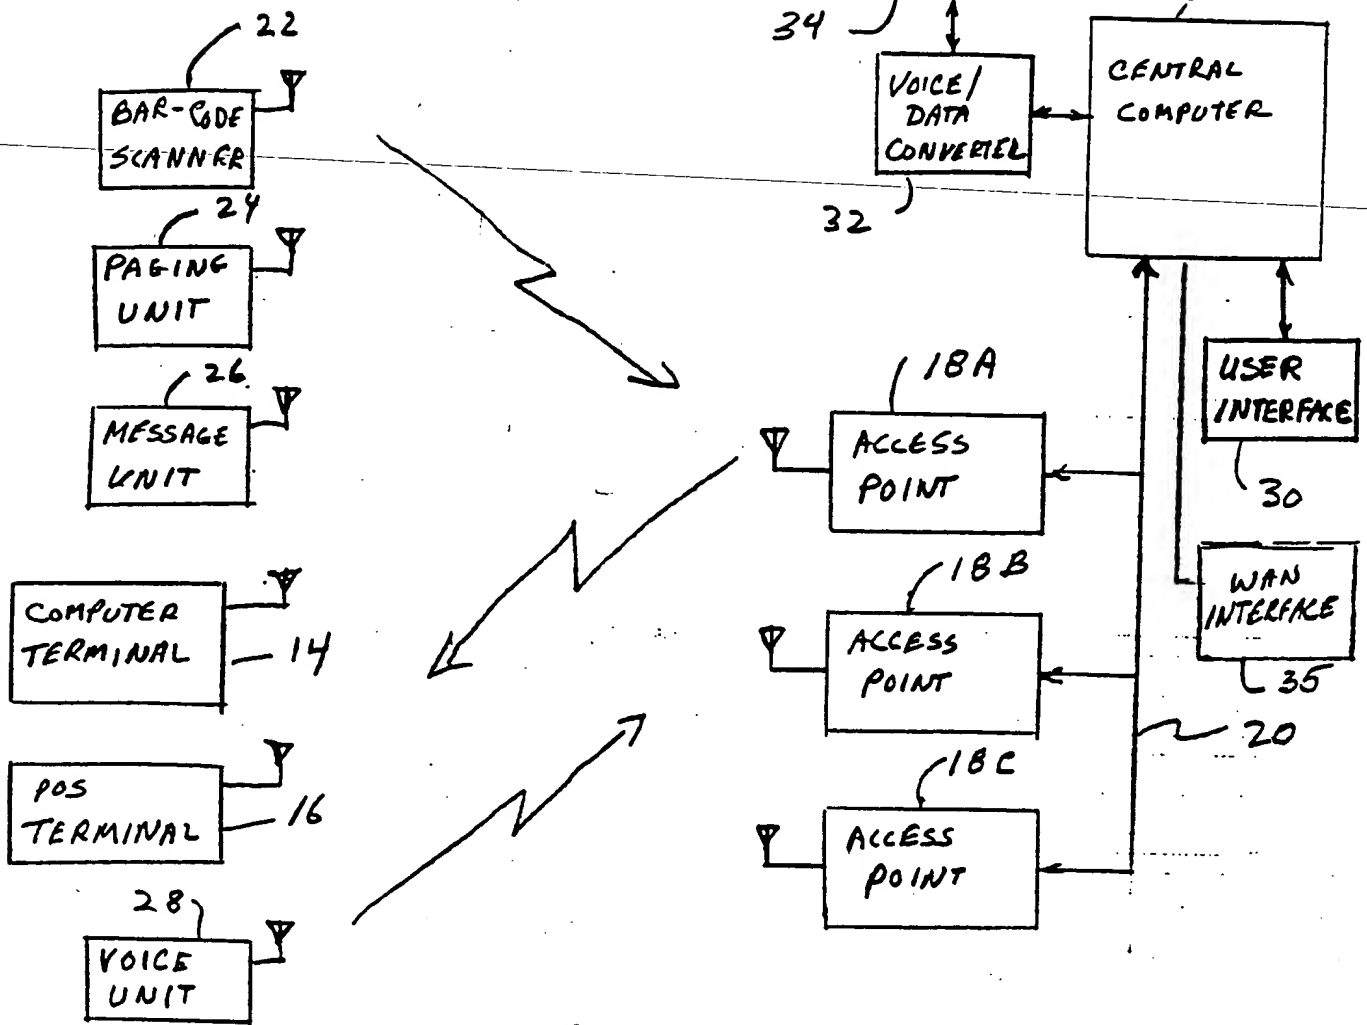 22
BAR-CODE
SCANNER
24
PAGING
UNIT
26
MESSAGE
UNIT
COMPUTER
TERMINAL
14
POS
TERMINAL
16
28
VOICE
UNIT
34
VOICE/
DATA
CONVERTER
32
CENTRAL
COMPUTER
18A
ACCESS
POINT
18B
ACCESS
POINT
18C
ACCESS
POINT
USER
INTERFACE
30
WAN
INTERFACE
35
20